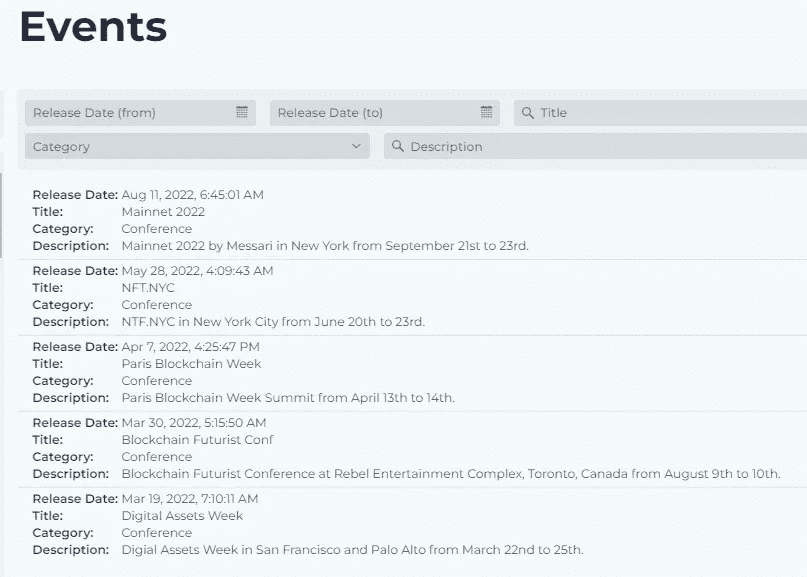 Events
Release Date (from) Release Date (to) Title
Category Description
Release Date: Aug 11, 2022, 6:45:01 AM
Title: Mainnet 2022
Category: Conference
Description: Mainnet 2022 by Messari in New York from September 21st to 23rd.
Release Date: May 28, 2022, 4:09:43 AM
Title: NFT.NYC
Category: Conference
Description: NTF.NYC in New York City from June 20th to 23rd.
Release Date: Apr 7, 2022, 4:25:47 PM
Title: Paris Blockchain Week
Category: Conference
Description: Paris Blockchain Week Summit from April 13th to 14th.
Release Date: Mar 30, 2022, 5:15:50 AM
Title: Blockchain Futurist Conf
Category: Conference
Description: Blockchain Futurist Conference at Rebel Entertainment Complex, Toronto, Canada from August 9th to 10th.
Release Date: Mar 19, 2022, 7:10:11 AM
Title: Digital Assets Week
Category: Conference
Description: Digial Assets Week in San Francisco and Palo Alto from March 22nd to 25th.